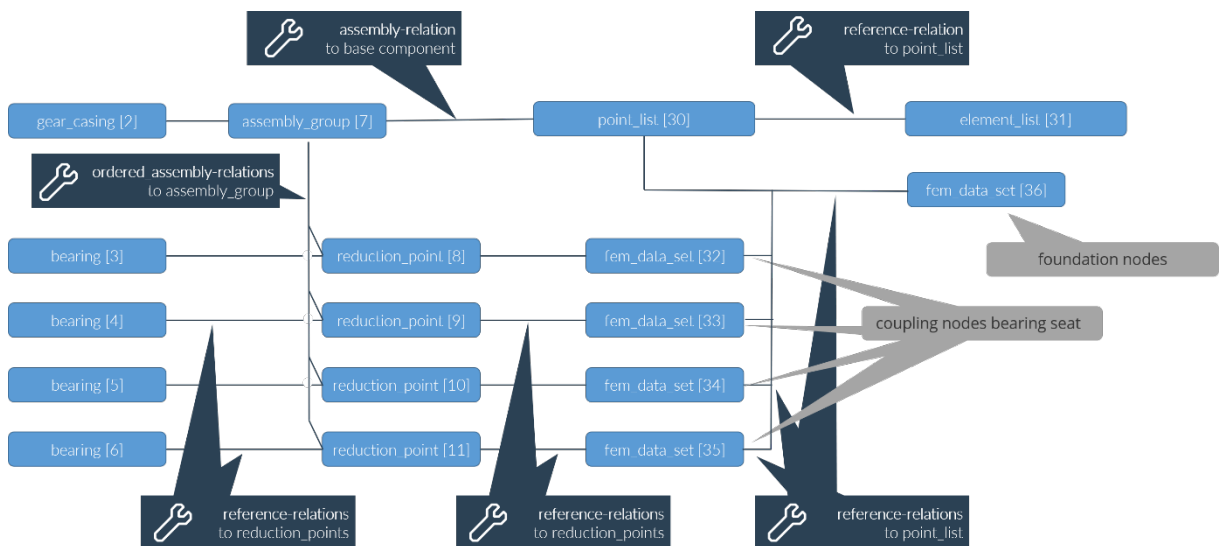 assembly-relation
to base component
reference-relation
to point_list
gear_casing [2]
assembly_group [7]
point_list [30]
element_list [31]
ordered assembly-relations
to assembly_group
fem_data_set [36]
bearing [3]
reduction_point [8]
fem_data_set [32]
foundation nodes
bearing [4]
reduction_point [9]
fem_data_set [33]
coupling nodes bearing seat
bearing [5]
reduction_point [10]
fem_data_set [34]
bearing [6]
reduction_point [11]
fem_data_set [35]
reference-relations
to reduction_points
reference-relations
to reduction_points
reference-relations
to point_list